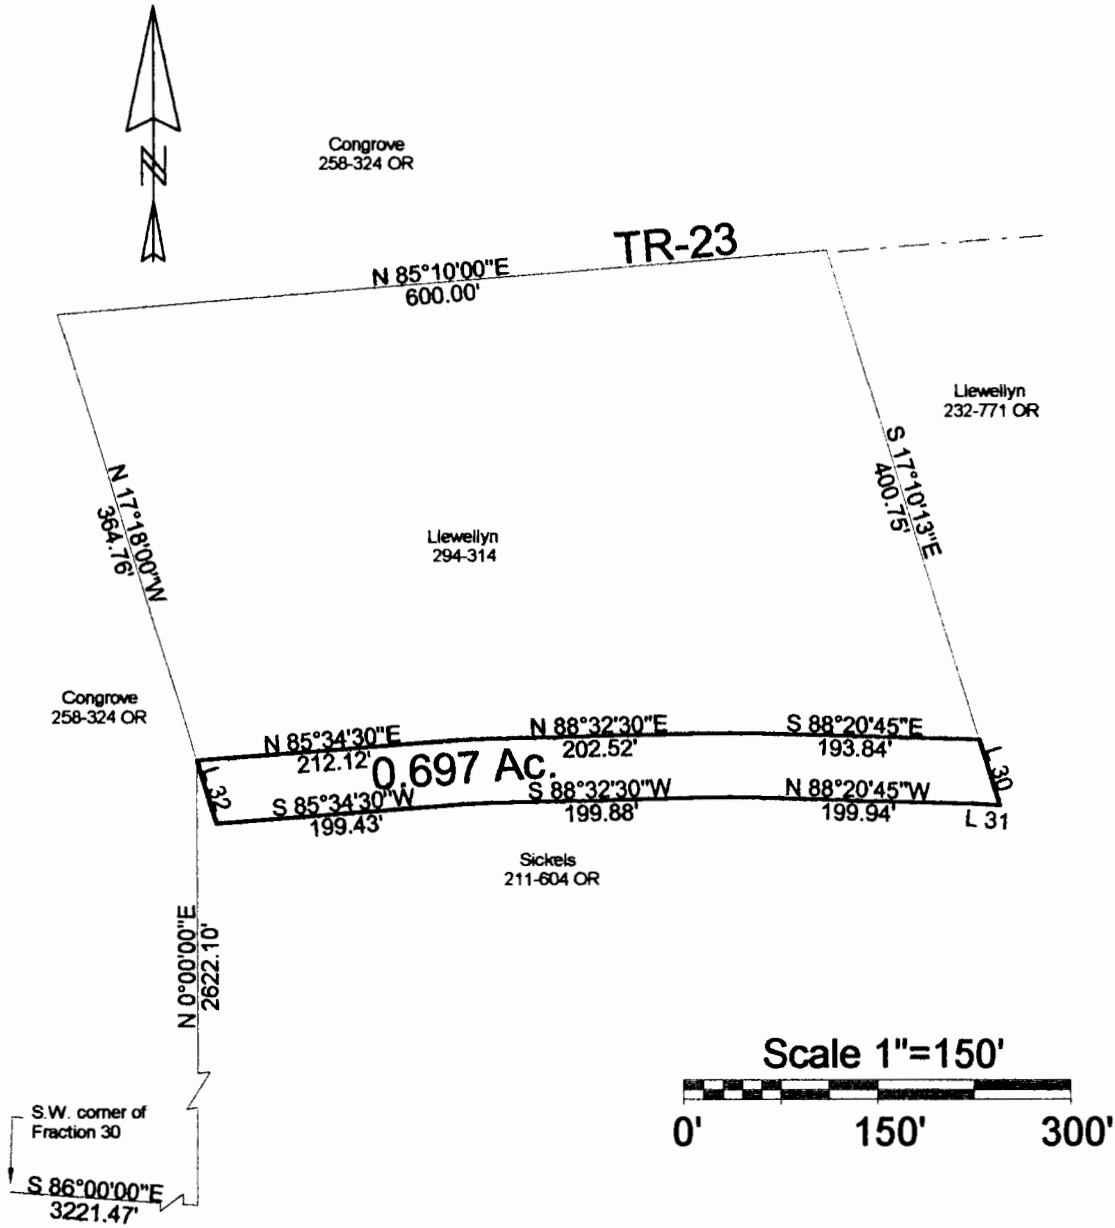 N
Congrove
258-324 OR
TR-23
N 85°10'00"E
600.00'
Llewellyn
232-771 OR
S 17°10'13"E
400.75'
N 17°18'00"W
364.76'
Llewellyn
294-314
Congrove
258-324 OR
N 85°34'30"E
212.12'
N 88°32'30"E
202.52'
S 88°20'45"E
193.84'
0.697 Ac.
L 30
L 32
S 85°34'30"W
199.43'
S 88°32'30"W
199.88'
N 88°20'45"W
199.94'
L 31
Sickels
211-604 OR
N 0°00'00"E
2622.10'
Scale 1"=150'
0' 150' 300'
S.W. corner of
Fraction 30
S 86°00'00"E
3221.47'